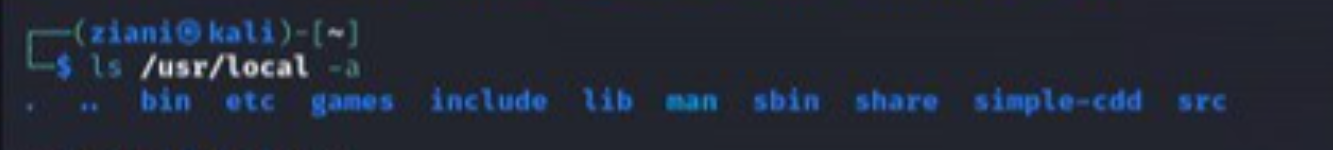 ┌──(ziani㉿kali)-[~]
└─$ ls /usr/local -a
.  ..  bin  etc  games  include  lib  man  sbin  share  simple-cdd  src